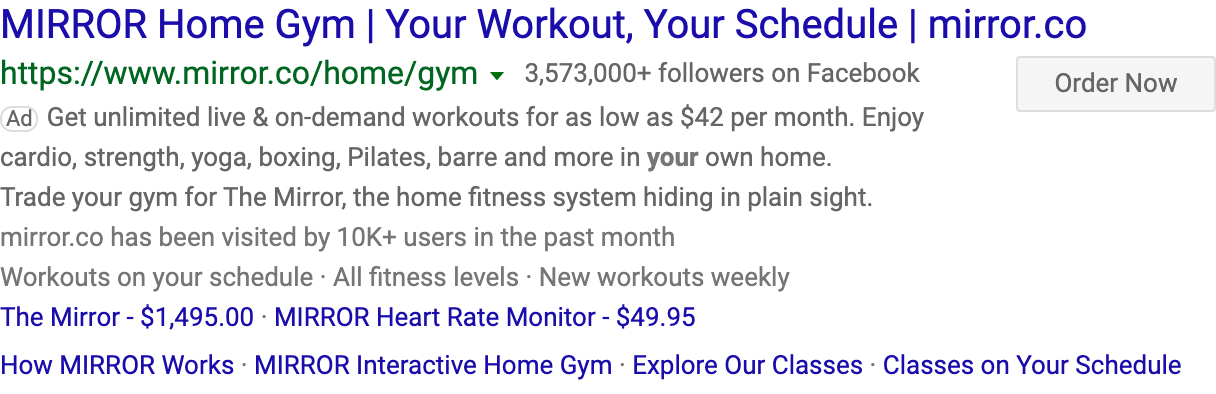 MIRROR Home Gym | Your Workout, Your Schedule | mirror.co
https://www.mirror.co/home/gym 3,573,000+ followers on Facebook
Order Now
Ad Get unlimited live & on-demand workouts for as low as $42 per month. Enjoy
cardio, strength, yoga, boxing, Pilates, barre and more in your own home.
Trade your gym for The Mirror, the home fitness system hiding in plain sight.
mirror.co has been visited by 10K+ users in the past month
Workouts on your schedule · All fitness levels · New workouts weekly
The Mirror - $1,495.00 · MIRROR Heart Rate Monitor - $49.95
How MIRROR Works · MIRROR Interactive Home Gym · Explore Our Classes · Classes on Your Schedule